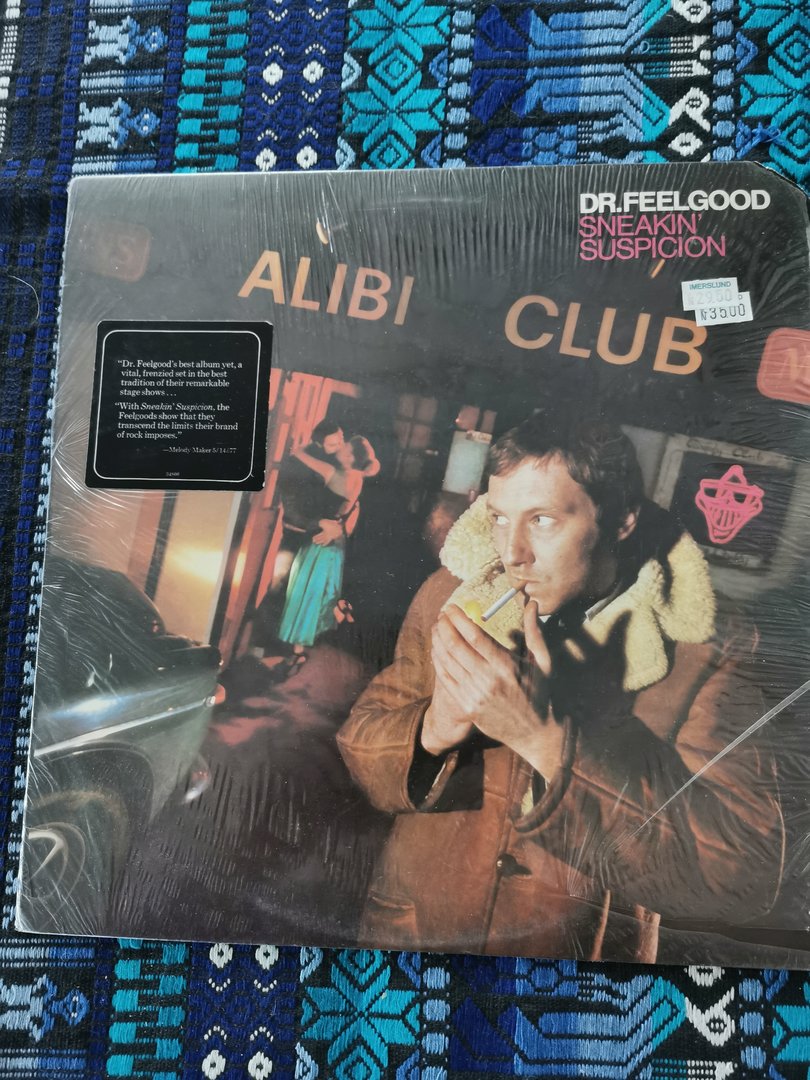 DR.FEELGOOD
SNEAKIN'
SUSPICION
ALIBI CLUB
IMERSLUND
3500
"Dr. Feelgood's best album yet, a
vital, frenzied set in the best
tradition of their remarkable
stage shows . . .
"With Sneakin' Suspicion, the
Feelgoods show that they
transcend the limits their brand
of rock imposes."
—Melody Maker 5/14/77